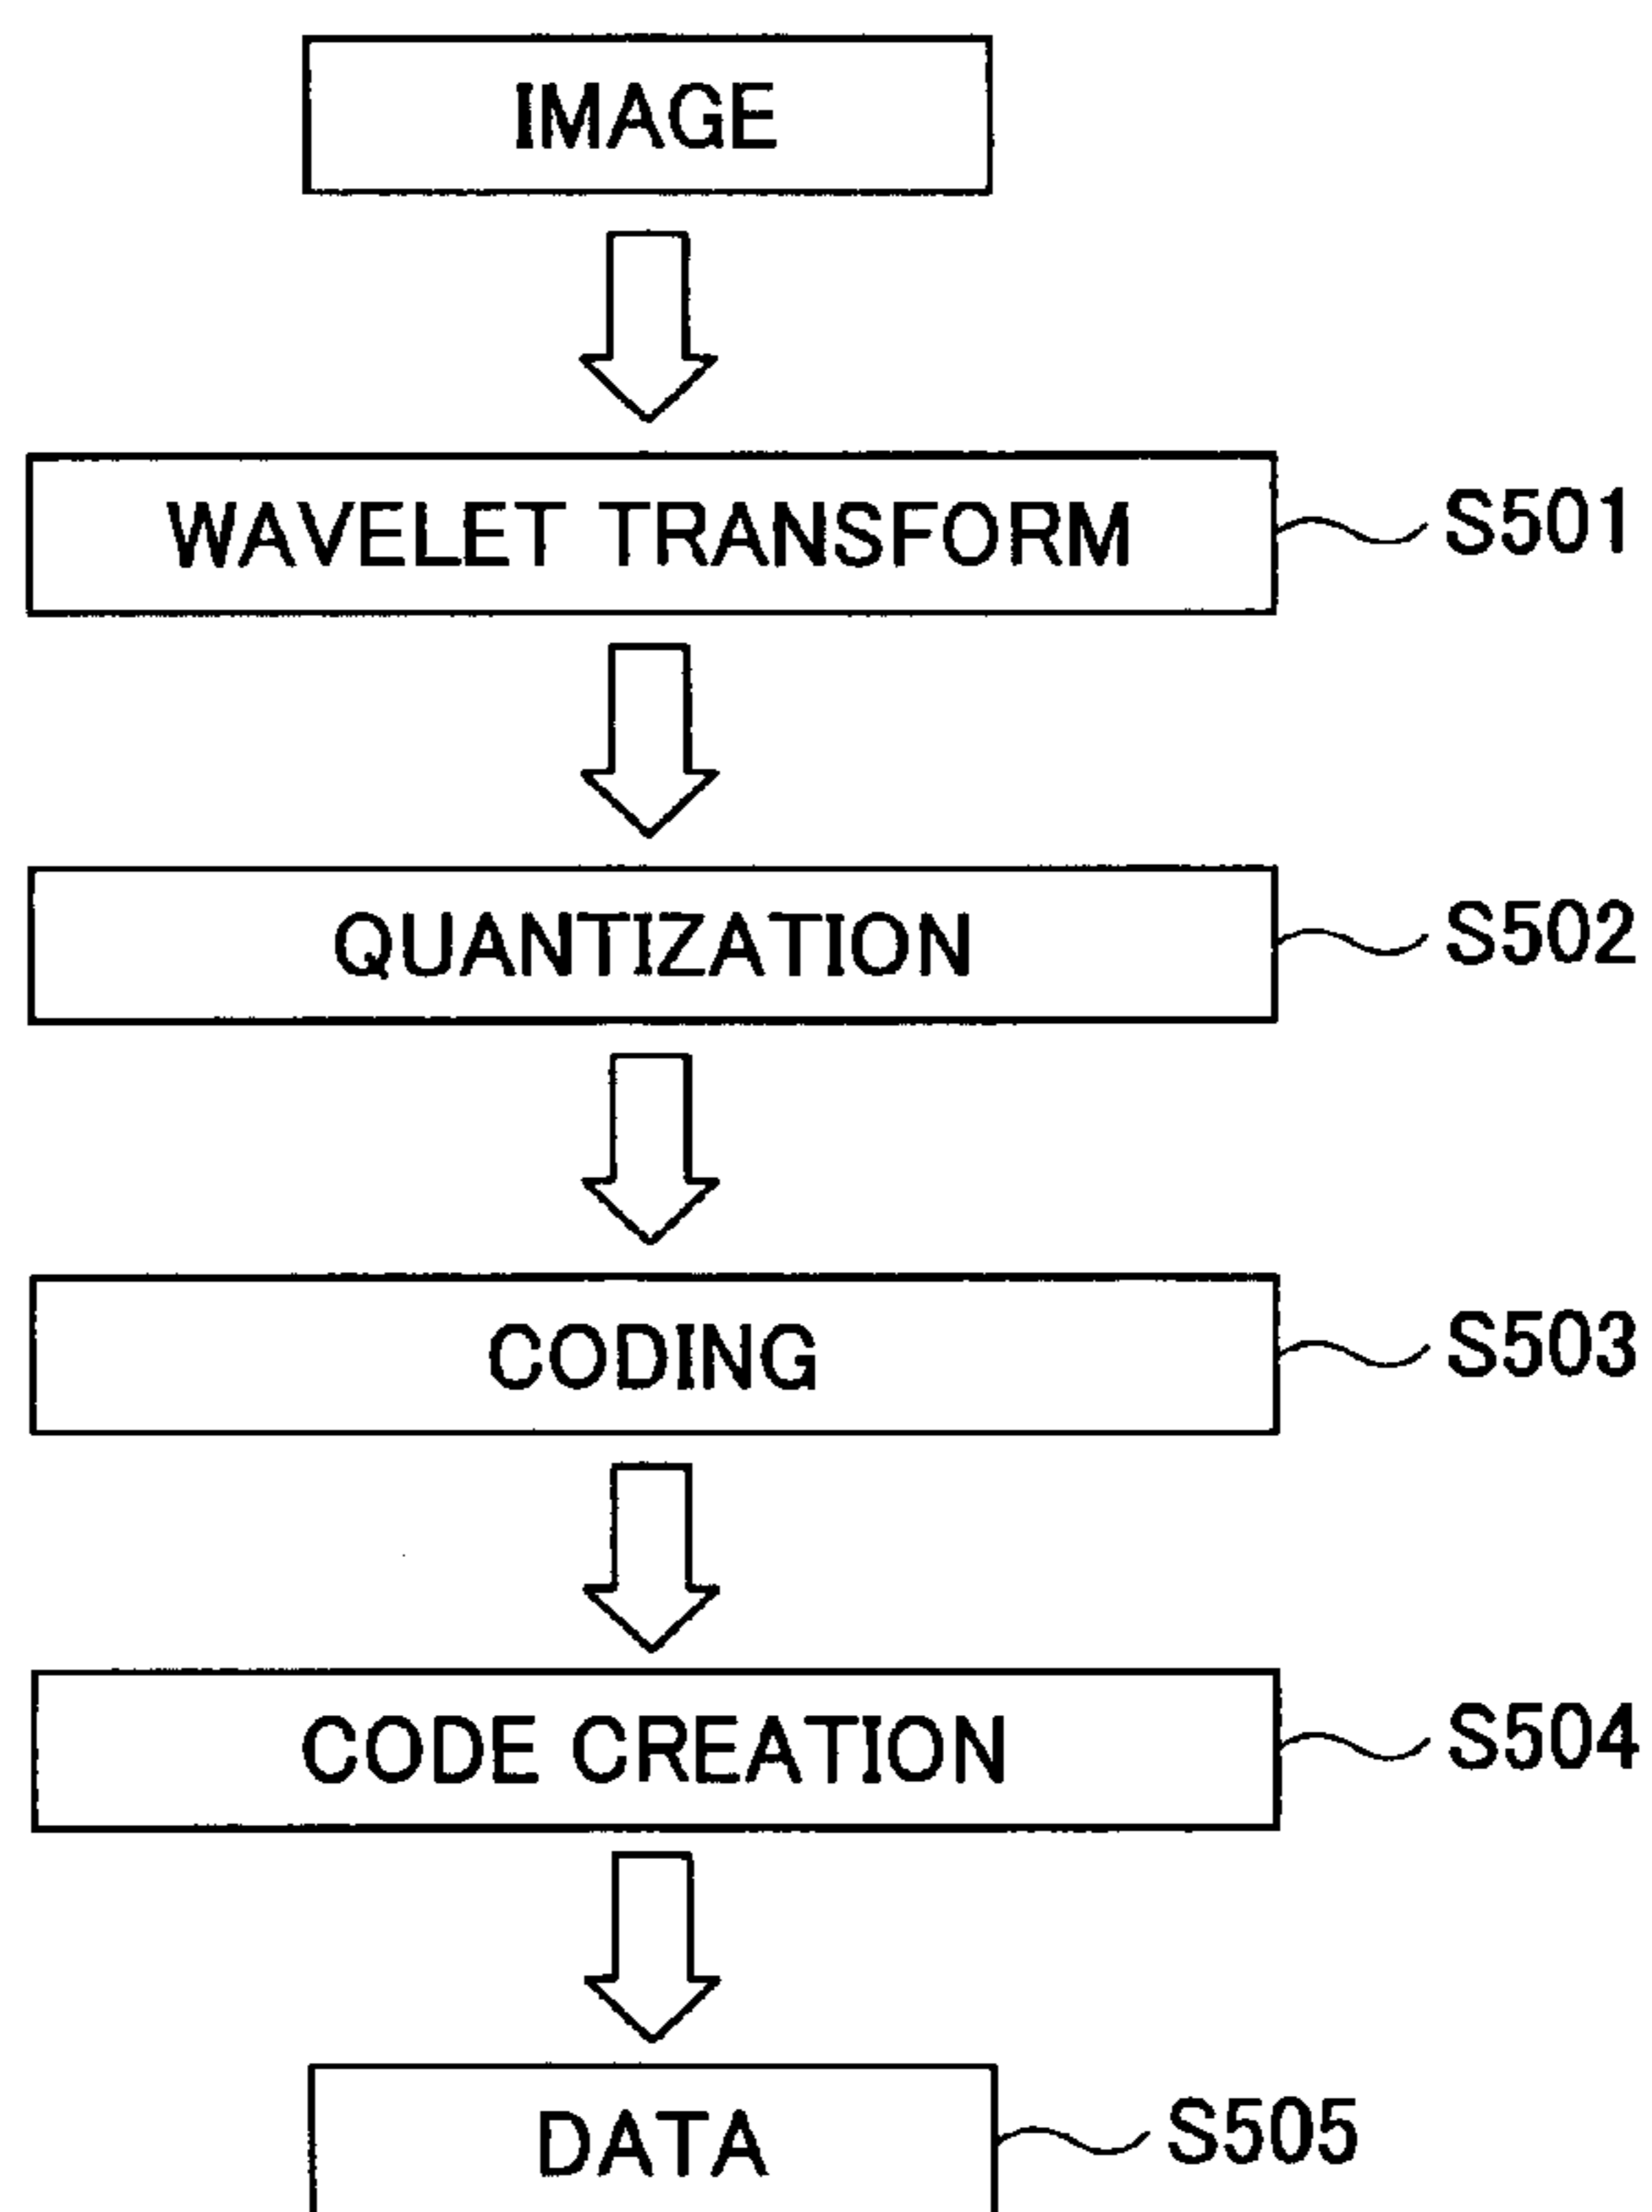 IMAGE
WAVELET TRANSFORM S501
QUANTIZATION S502
CODING S503
CODE CREATION S504
DATA S505